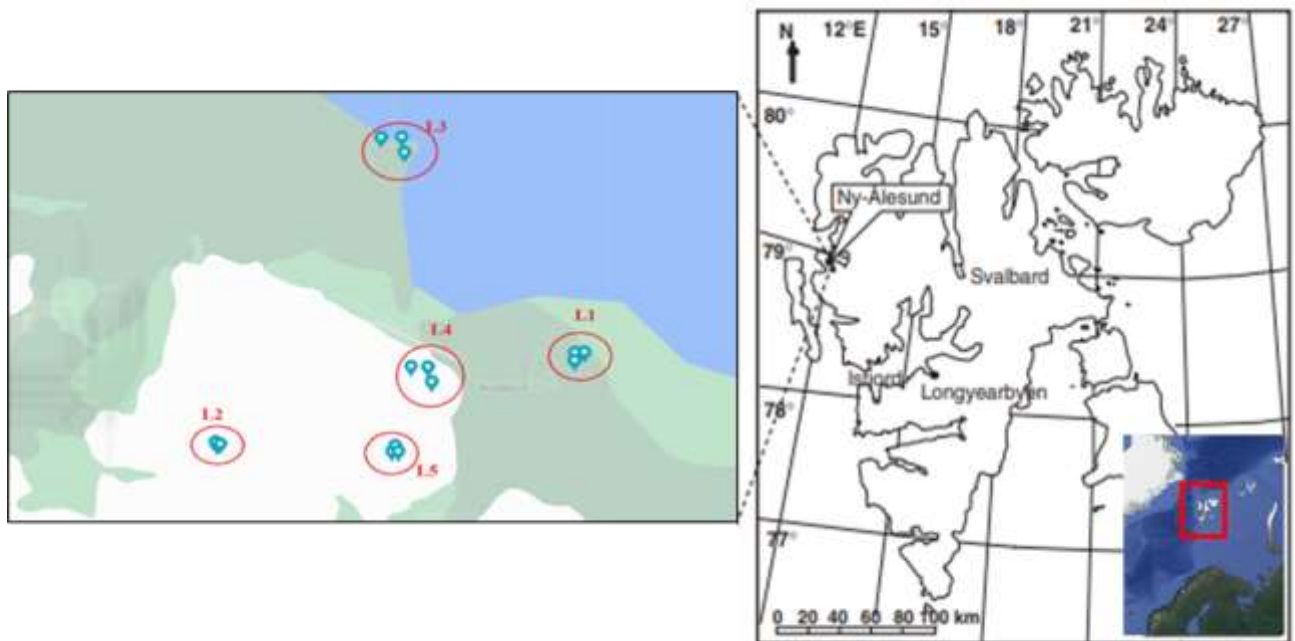 L3
L4
L1
L2
L5
N
12°E 15° 18° 21° 24° 27°
80°
79°
78°
77°
Ny-Ålesund
Svalbard
Isfjord
Longyearbyen
0 20 40 60 80 100 km